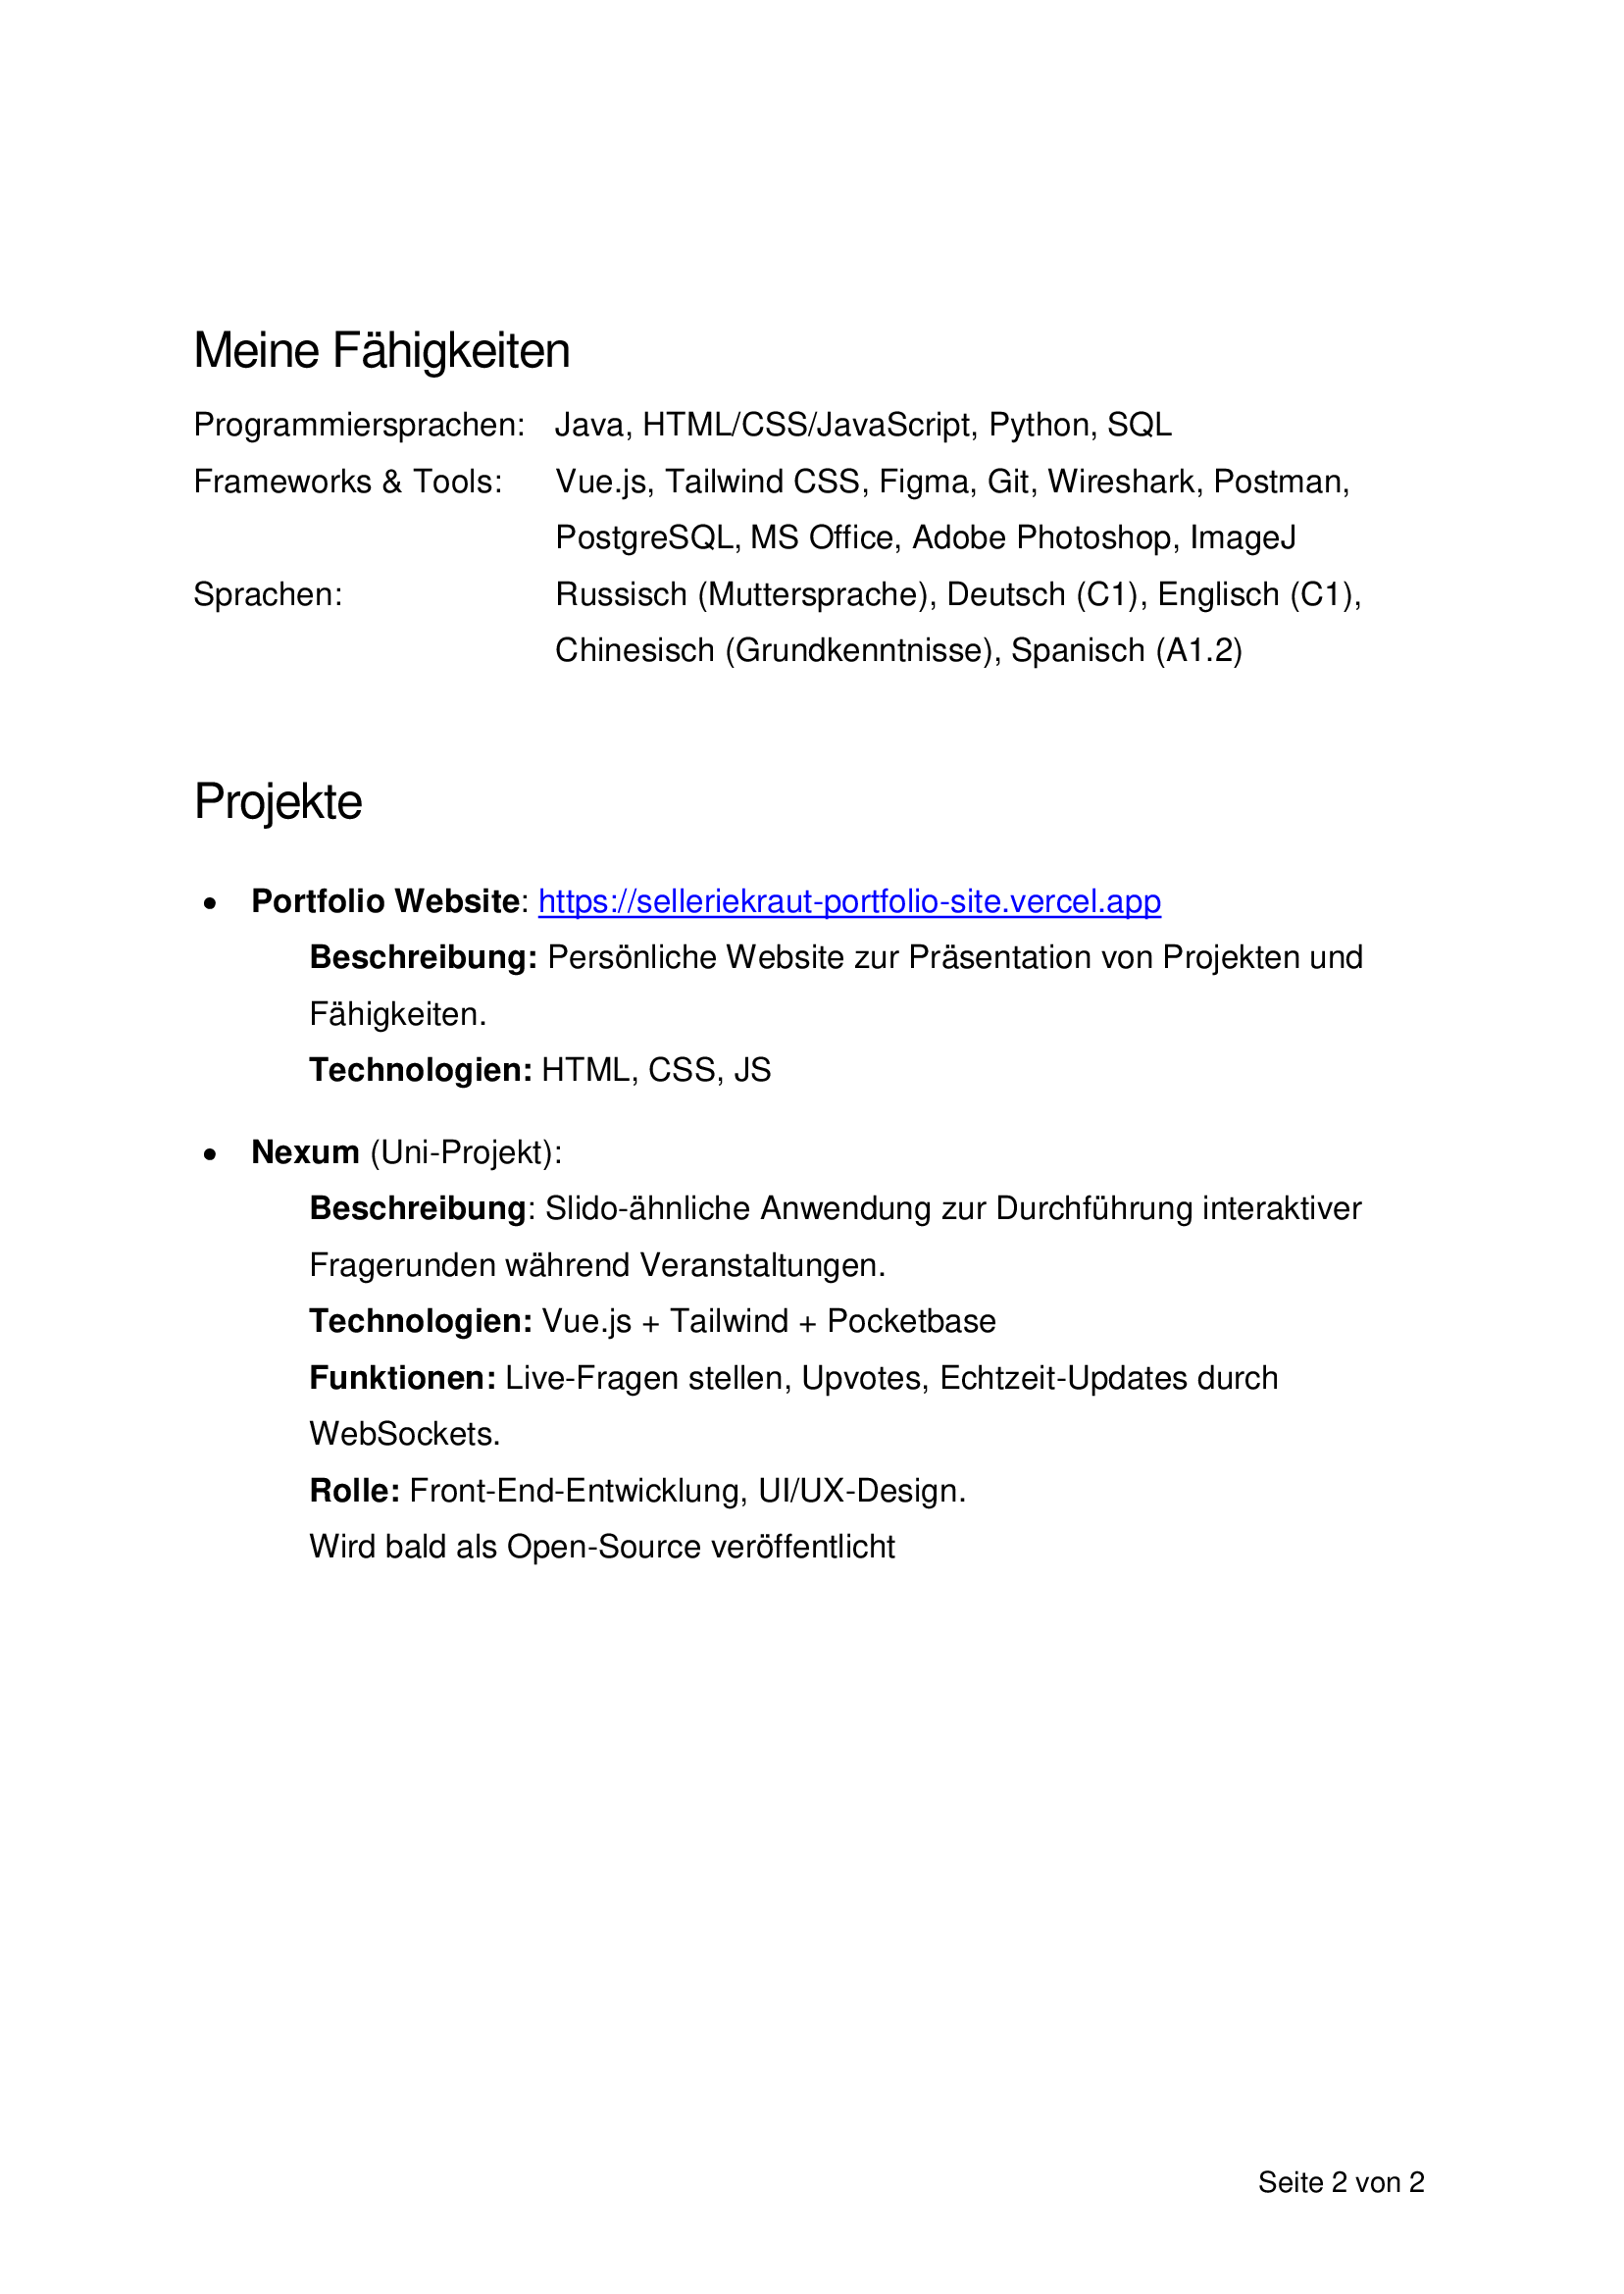 Meine Fähigkeiten
Programmiersprachen: Java, HTML/CSS/JavaScript, Python, SQL
Frameworks & Tools: Vue.js, Tailwind CSS, Figma, Git, Wireshark, Postman,
PostgreSQL, MS Office, Adobe Photoshop, ImageJ
Sprachen: Russisch (Muttersprache), Deutsch (C1), Englisch (C1),
Chinesisch (Grundkenntnisse), Spanisch (A1.2)
Projekte
• Portfolio Website: https://selleriekraut-portfolio-site.vercel.app
Beschreibung: Persönliche Website zur Präsentation von Projekten und
Fähigkeiten.
Technologien: HTML, CSS, JS
• Nexum (Uni-Projekt):
Beschreibung: Slido-ähnliche Anwendung zur Durchführung interaktiver
Fragerunden während Veranstaltungen.
Technologien: Vue.js + Tailwind + Pocketbase
Funktionen: Live-Fragen stellen, Upvotes, Echtzeit-Updates durch
WebSockets.
Rolle: Front-End-Entwicklung, UI/UX-Design.
Wird bald als Open-Source veröffentlicht
Seite 2 von 2